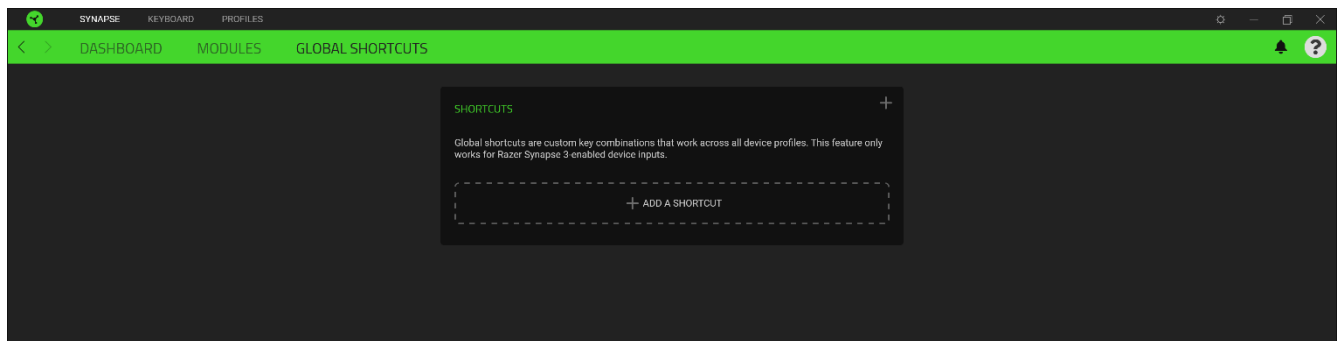 SYNAPSE KEYBOARD PROFILES
DASHBOARD MODULES GLOBAL SHORTCUTS
?
SHORTCUTS
Global shortcuts are custom key combinations that work across all device profiles. This feature only
works for Razer Synapse 3-enabled device inputs.
ADD A SHORTCUT